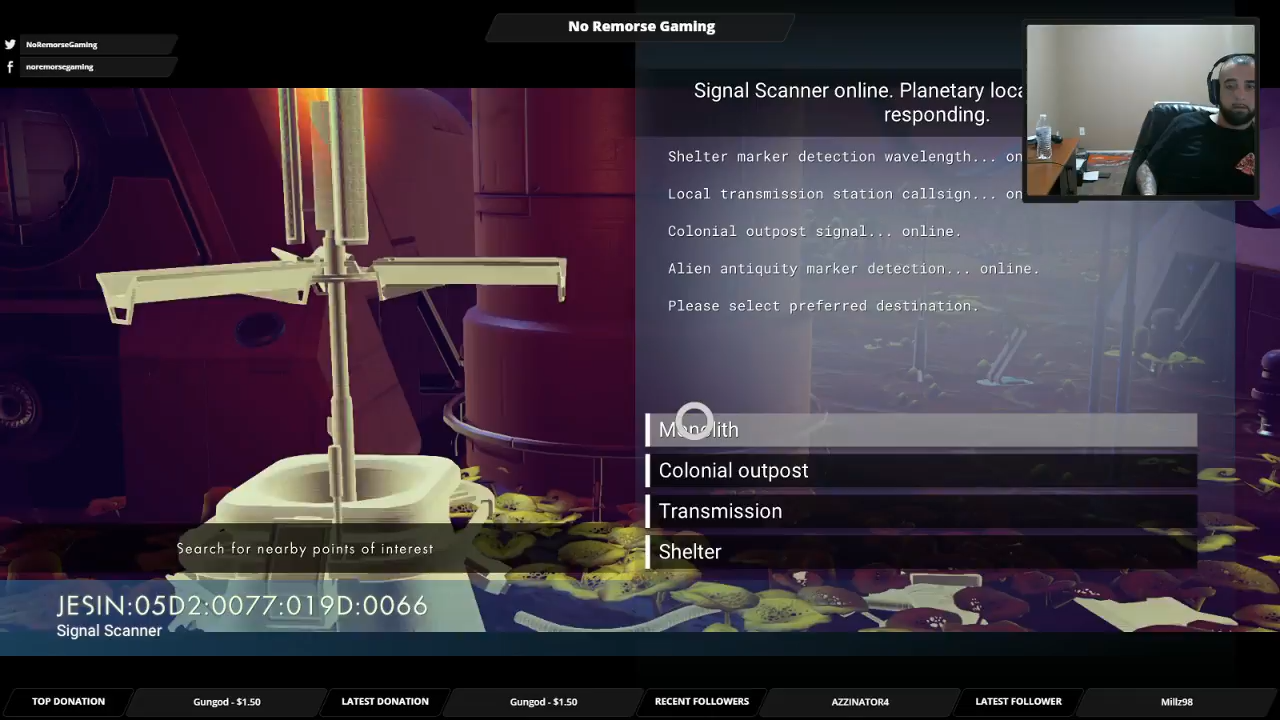 No Remorse Gaming
NoRemorseGaming
noremorsegaming
Signal Scanner online. Planetary
responding.
Shelter marker detection wavelength...
Local transmission station callsign...
Colonial outpost signal... online.
Alien antiquity marker detection... online.
Please select preferred destination.
Monolith
Colonial outpost
Transmission
Shelter
Search for nearby points of interest
JESIN:05D2:0077:019D:0066
Signal Scanner
TOP DONATION
Gungod - $1.50
LATEST DONATION
Gungod - $1.50
RECENT FOLLOWERS
AZZINATOR4
LATEST FOLLOWER
Millz98